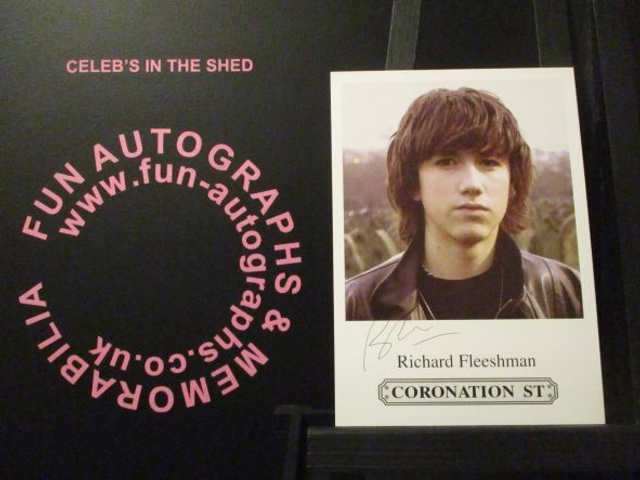 CELEB'S IN THE SHED
FUN AUTOGRAPHS & MEMORABILIA
www.fun-autographs.co.uk
Richard Fleeshman
CORONATION ST